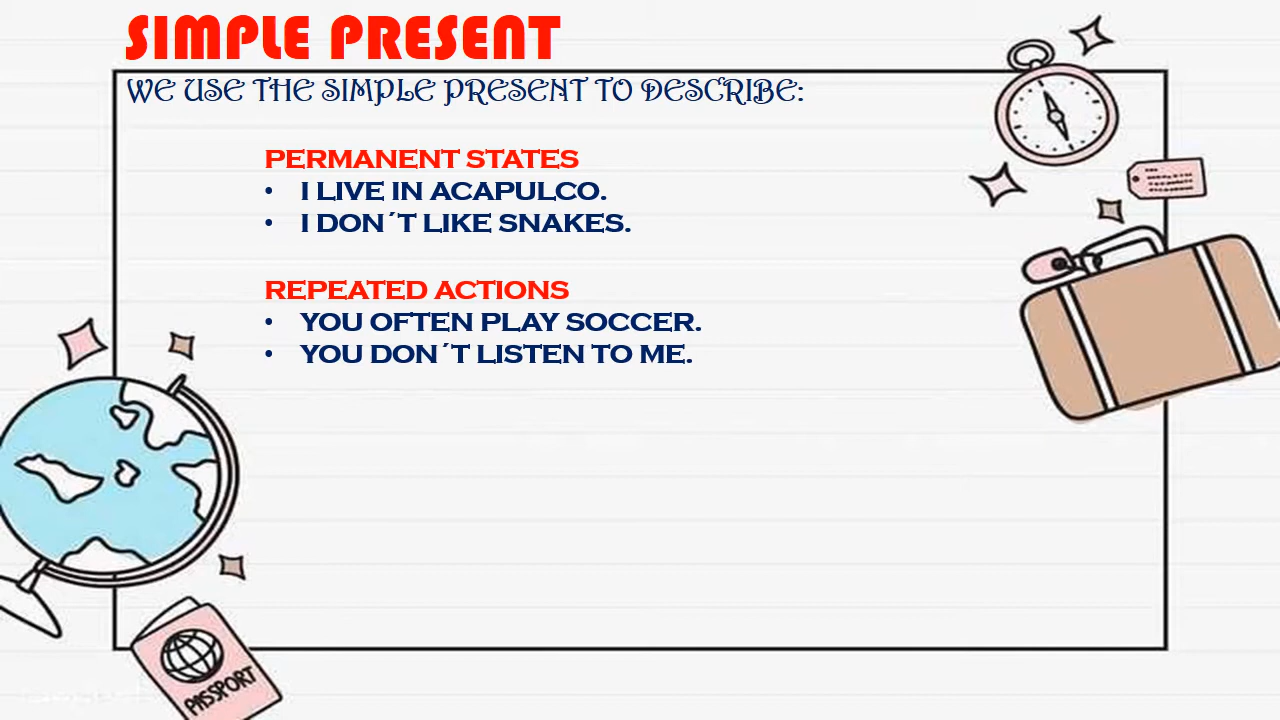 SIMPLE PRESENT
WE USE THE SIMPLE PRESENT TO DESCRIBE:
PERMANENT STATES
• I LIVE IN ACAPULCO.
• I DON´T LIKE SNAKES.
REPEATED ACTIONS
• YOU OFTEN PLAY SOCCER.
• YOU DON´T LISTEN TO ME.
PASSPORT